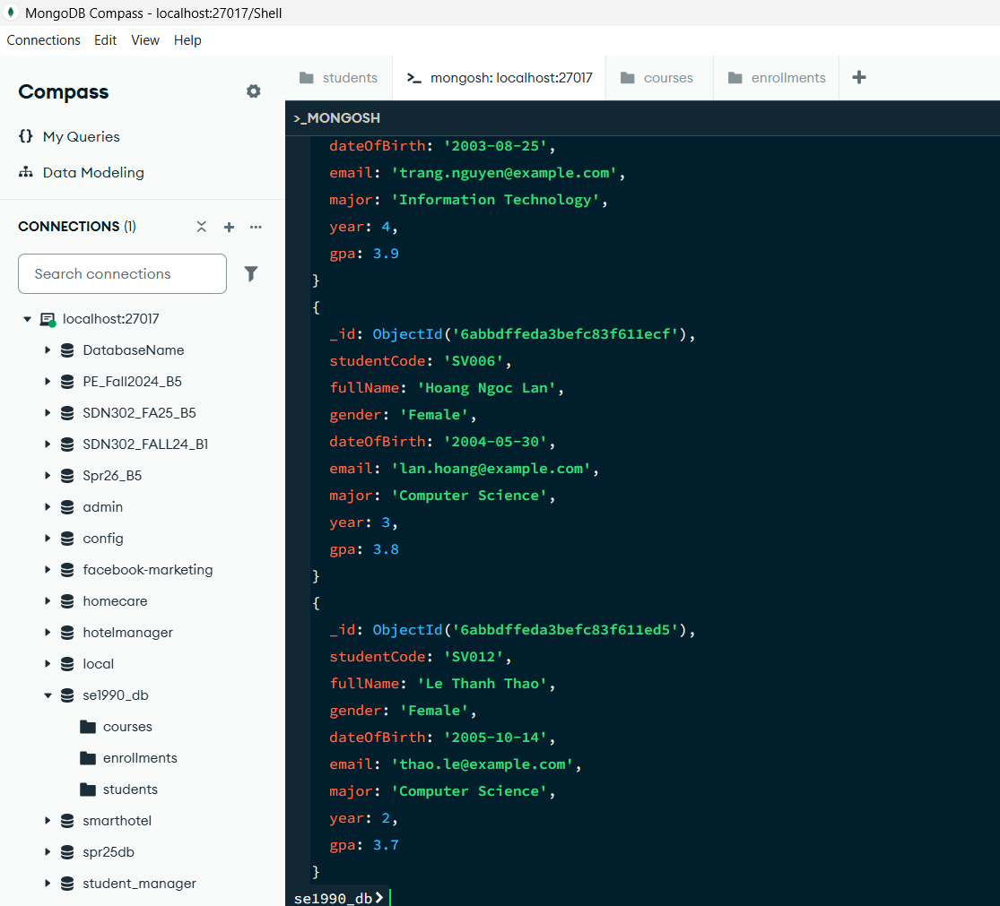 MongoDB Compass - localhost:27017/Shell
Connections Edit View Help
Compass
{} My Queries
Data Modeling
CONNECTIONS (1)
Search connections
localhost:27017
DatabaseName
PE_Fall2024_B5
SDN302_FA25_B5
SDN302_FALL24_B1
Spr26_B5
admin
config
facebook-marketing
homecare
hotelmanager
local
se1990_db
courses
enrollments
students
smarthotel
spr25db
student_manager
students >_ mongosh: localhost:27017 courses enrollments +
>_MONGOSH
dateOfBirth: '2003-08-25',
email: 'trang.nguyen@example.com',
major: 'Information Technology',
year: 4,
gpa: 3.9
}
{
_id: ObjectId('6abbdffeda3befc83f611ecf'),
studentCode: 'SV006',
fullName: 'Hoang Ngoc Lan',
gender: 'Female',
dateOfBirth: '2004-05-30',
email: 'lan.hoang@example.com',
major: 'Computer Science',
year: 3,
gpa: 3.8
}
{
_id: ObjectId('6abbdffeda3befc83f611ed5'),
studentCode: 'SV012',
fullName: 'Le Thanh Thao',
gender: 'Female',
dateOfBirth: '2005-10-14',
email: 'thao.le@example.com',
major: 'Computer Science',
year: 2,
gpa: 3.7
}
se1990_db>